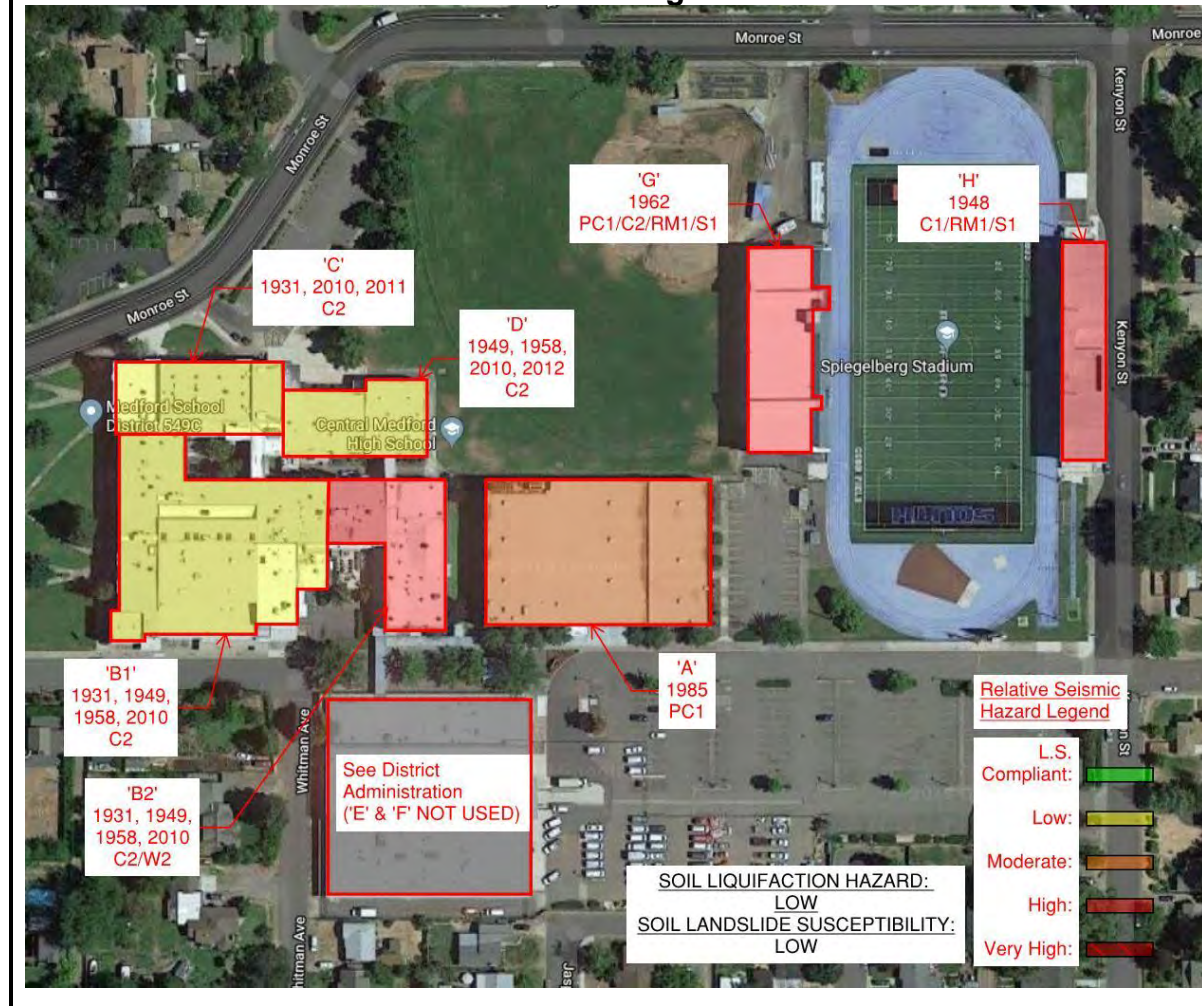 Monroe St
Monroe
Kenyon St
Monroe St
'G'
1962
PC1/C2/RM1/S1
'H'
1948
C1/RM1/S1
'C'
1931, 2010, 2011
C2
Monroe St
'D'
1949, 1958,
2010, 2012
C2
Kenyon St
Spiegelberg Stadium
Medford School
District 549C
Central Medford
High School
SOUTH
'B1'
1931, 1949,
1958, 2010
C2
'A'
1985
PC1
Relative Seismic
Hazard Legend
Whitman Ave
See District
Administration
('E' & 'F' NOT USED)
'B2'
1931, 1949,
1958, 2010
C2/W2
L.S.
Compliant:
Low:
Moderate:
High:
Very High:
SOIL LIQUIFACTION HAZARD:
LOW
SOIL LANDSLIDE SUSCEPTIBILITY:
LOW